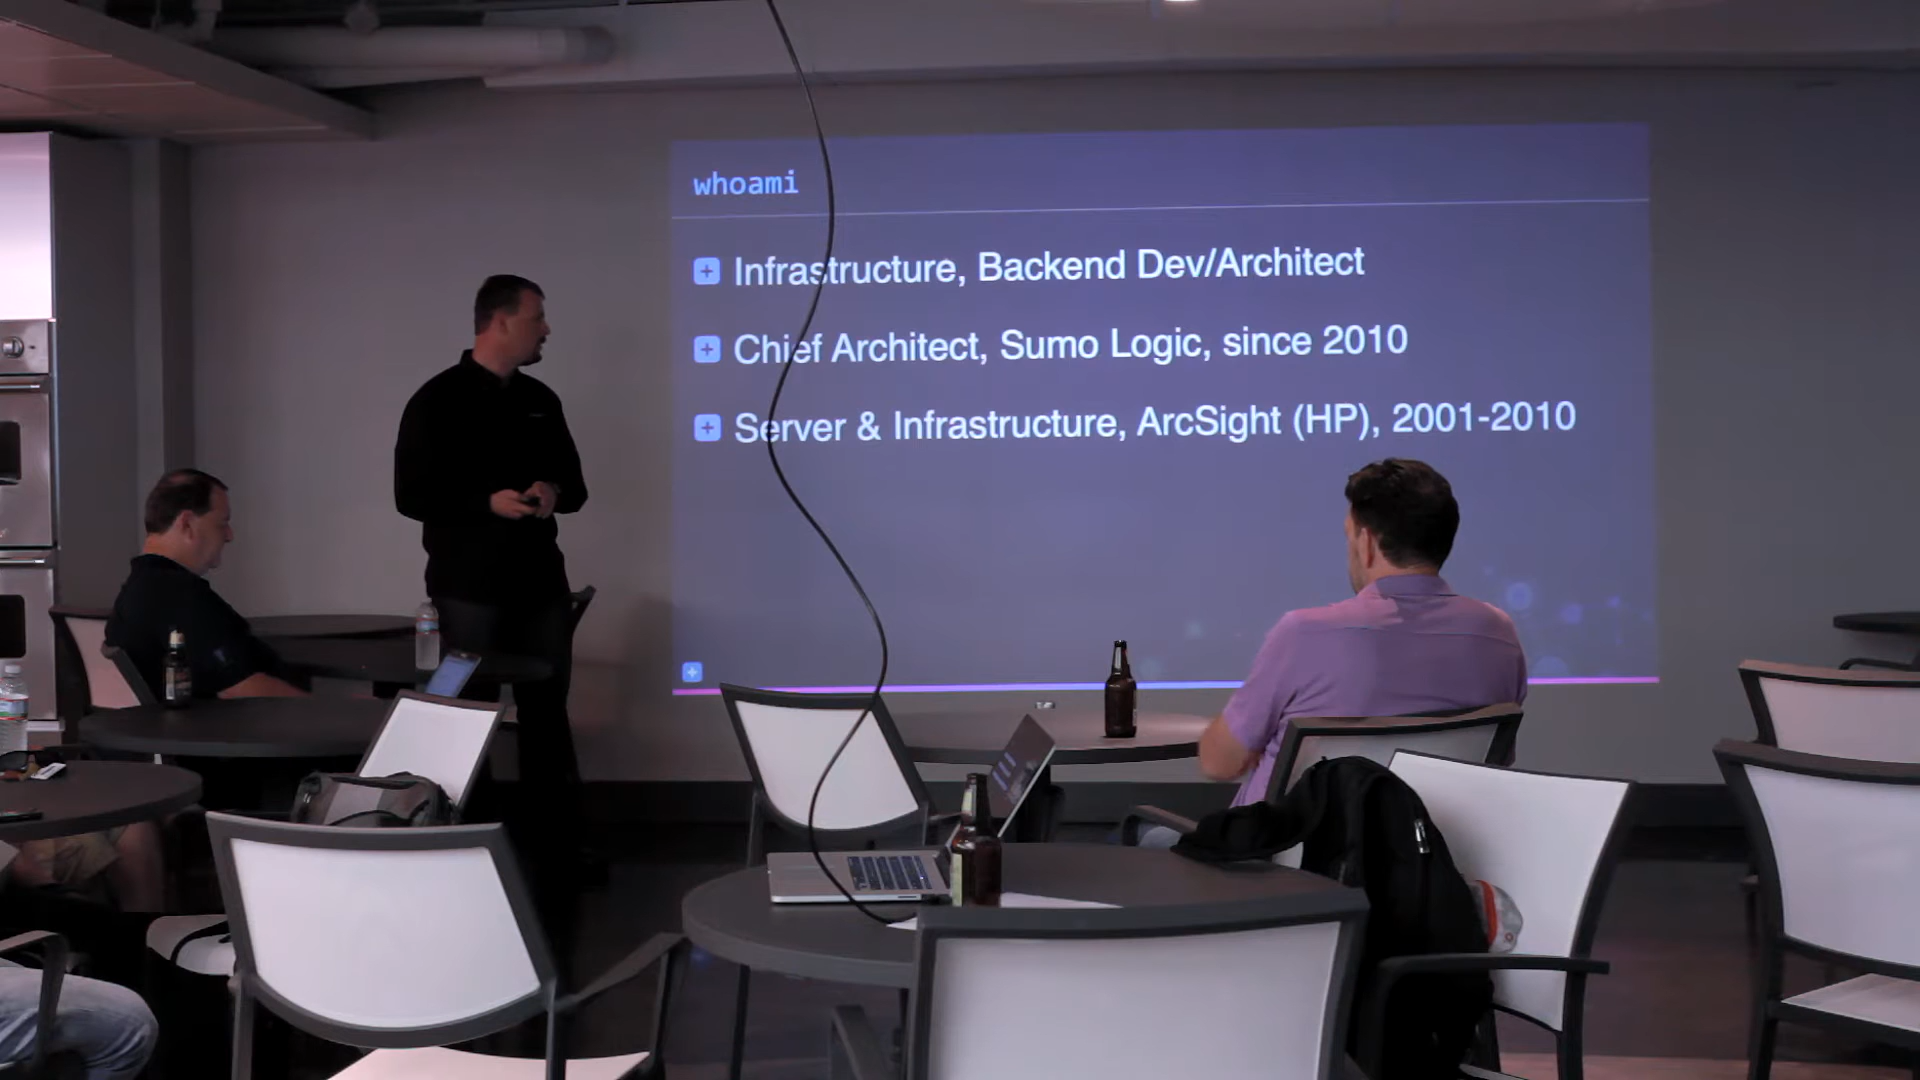 whoami
Infrastructure, Backend Dev/Architect
Chief Architect, Sumo Logic, since 2010
Server & Infrastructure, ArcSight (HP), 2001-2010